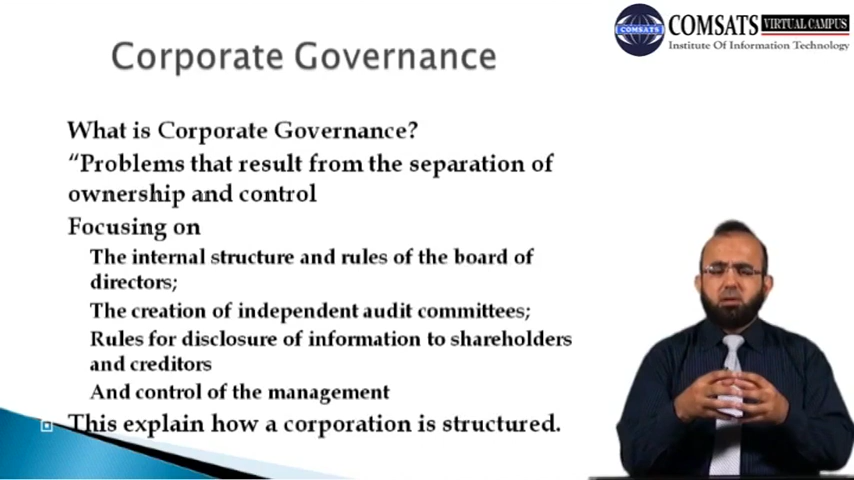 COMSATS VIRTUAL CAMPUS
Institute Of Information Technology
COMSATS
Corporate Governance
What is Corporate Governance?
“Problems that result from the separation of
ownership and control
Focusing on
The internal structure and rules of the board of
directors;
The creation of independent audit committees;
Rules for disclosure of information to shareholders
and creditors
And control of the management
This explain how a corporation is structured.